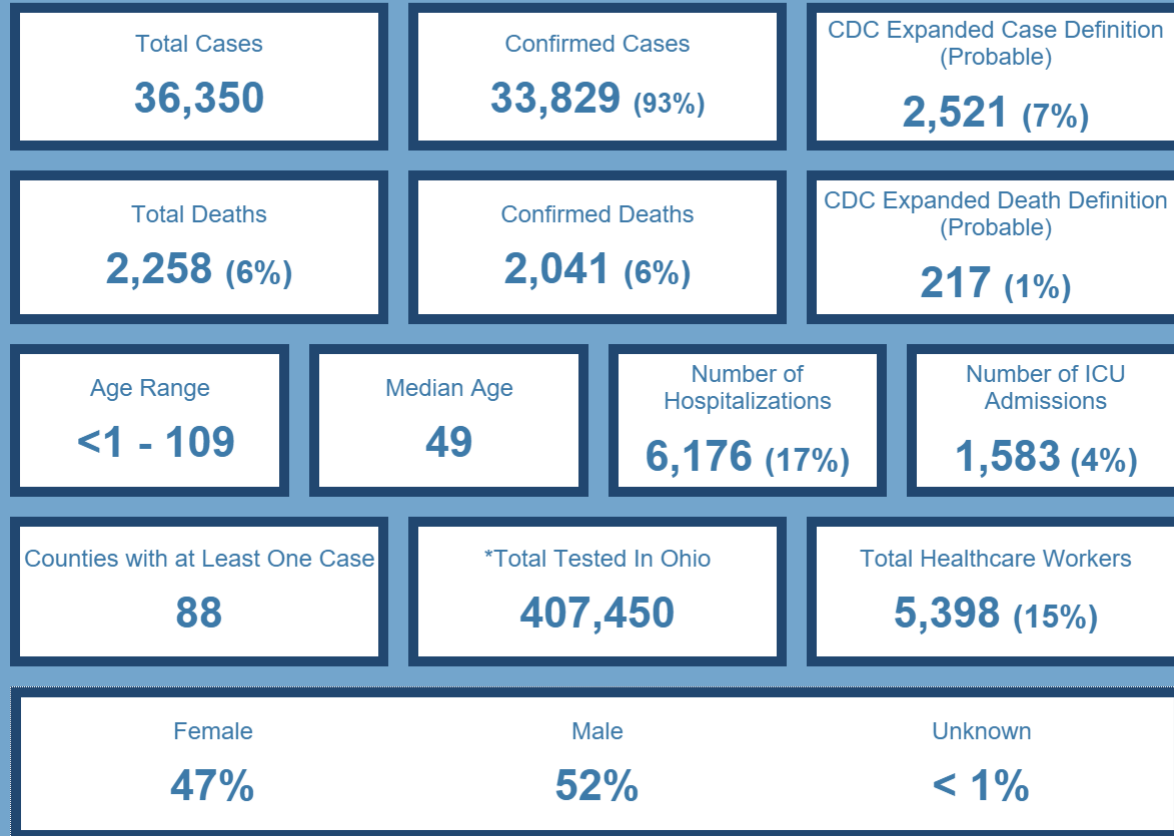 Total Cases
36,350
Confirmed Cases
33,829 (93%)
CDC Expanded Case Definition
(Probable)
2,521 (7%)
Total Deaths
2,258 (6%)
Confirmed Deaths
2,041 (6%)
CDC Expanded Death Definition
(Probable)
217 (1%)
Age Range
<1 - 109
Median Age
49
Number of
Hospitalizations
6,176 (17%)
Number of ICU
Admissions
1,583 (4%)
Counties with at Least One Case
88
*Total Tested In Ohio
407,450
Total Healthcare Workers
5,398 (15%)
Female
47%
Male
52%
Unknown
< 1%